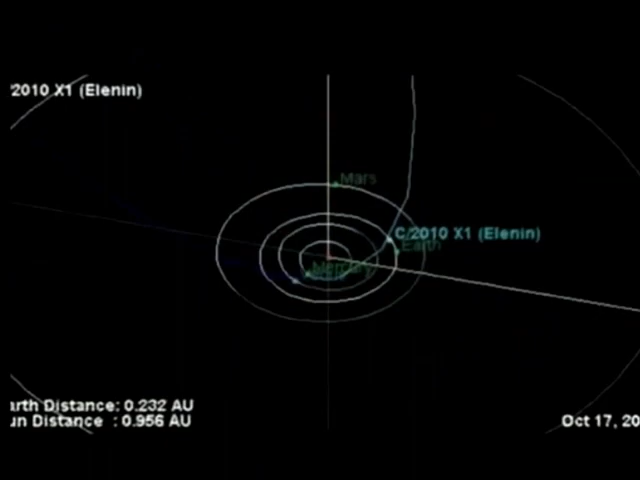 2010 X1 (Elenin)
Mars
C/2010 X1 (Elenin)
Earth
Mercury
arth Distance: 0.232 AU
un Distance : 0.956 AU
Oct 17, 20